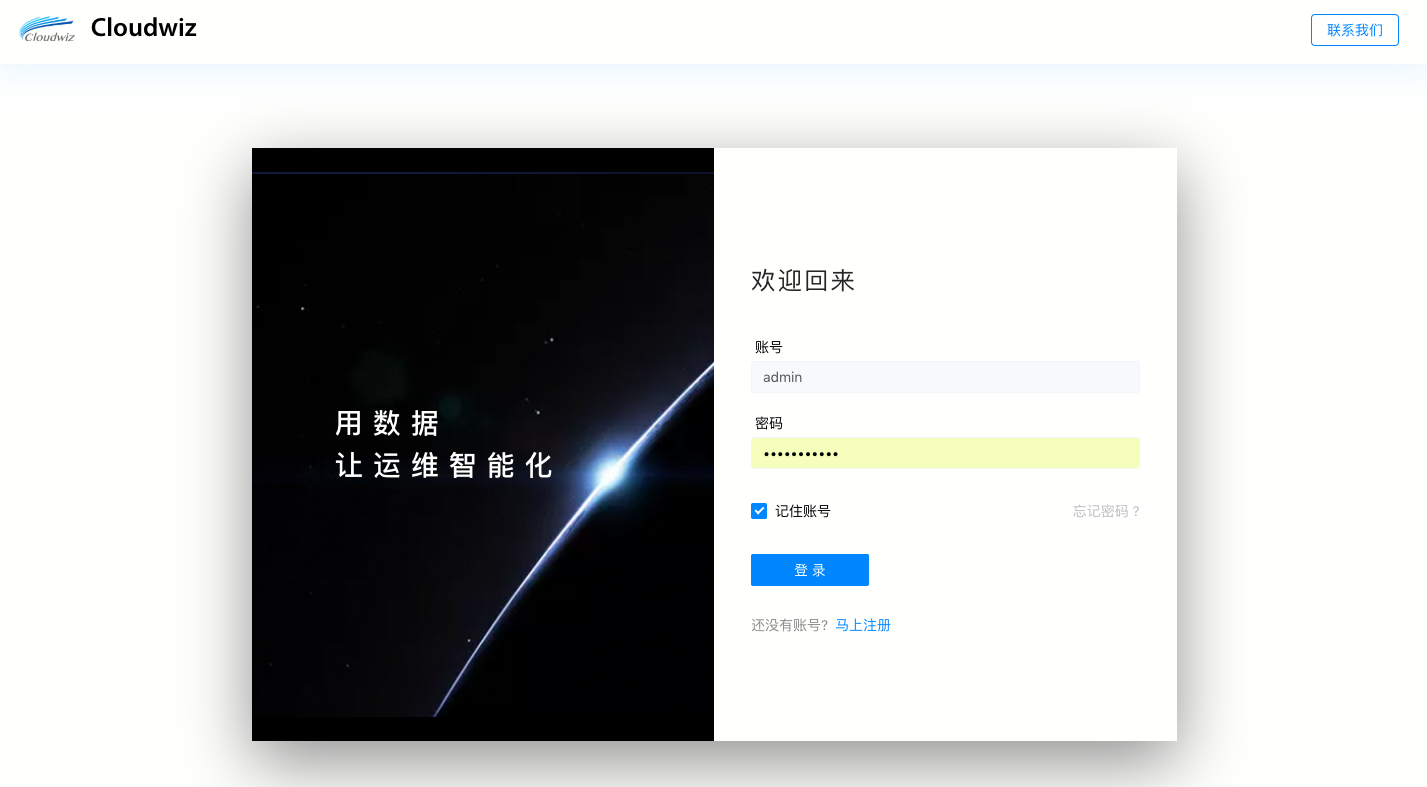 Cloudwiz
Cloudwiz
联系我们
用数据
让运维智能化
欢迎回来
账号
admin
密码
•••••••••••
记住账号
忘记密码 ?
登 录
还没有账号? 马上注册